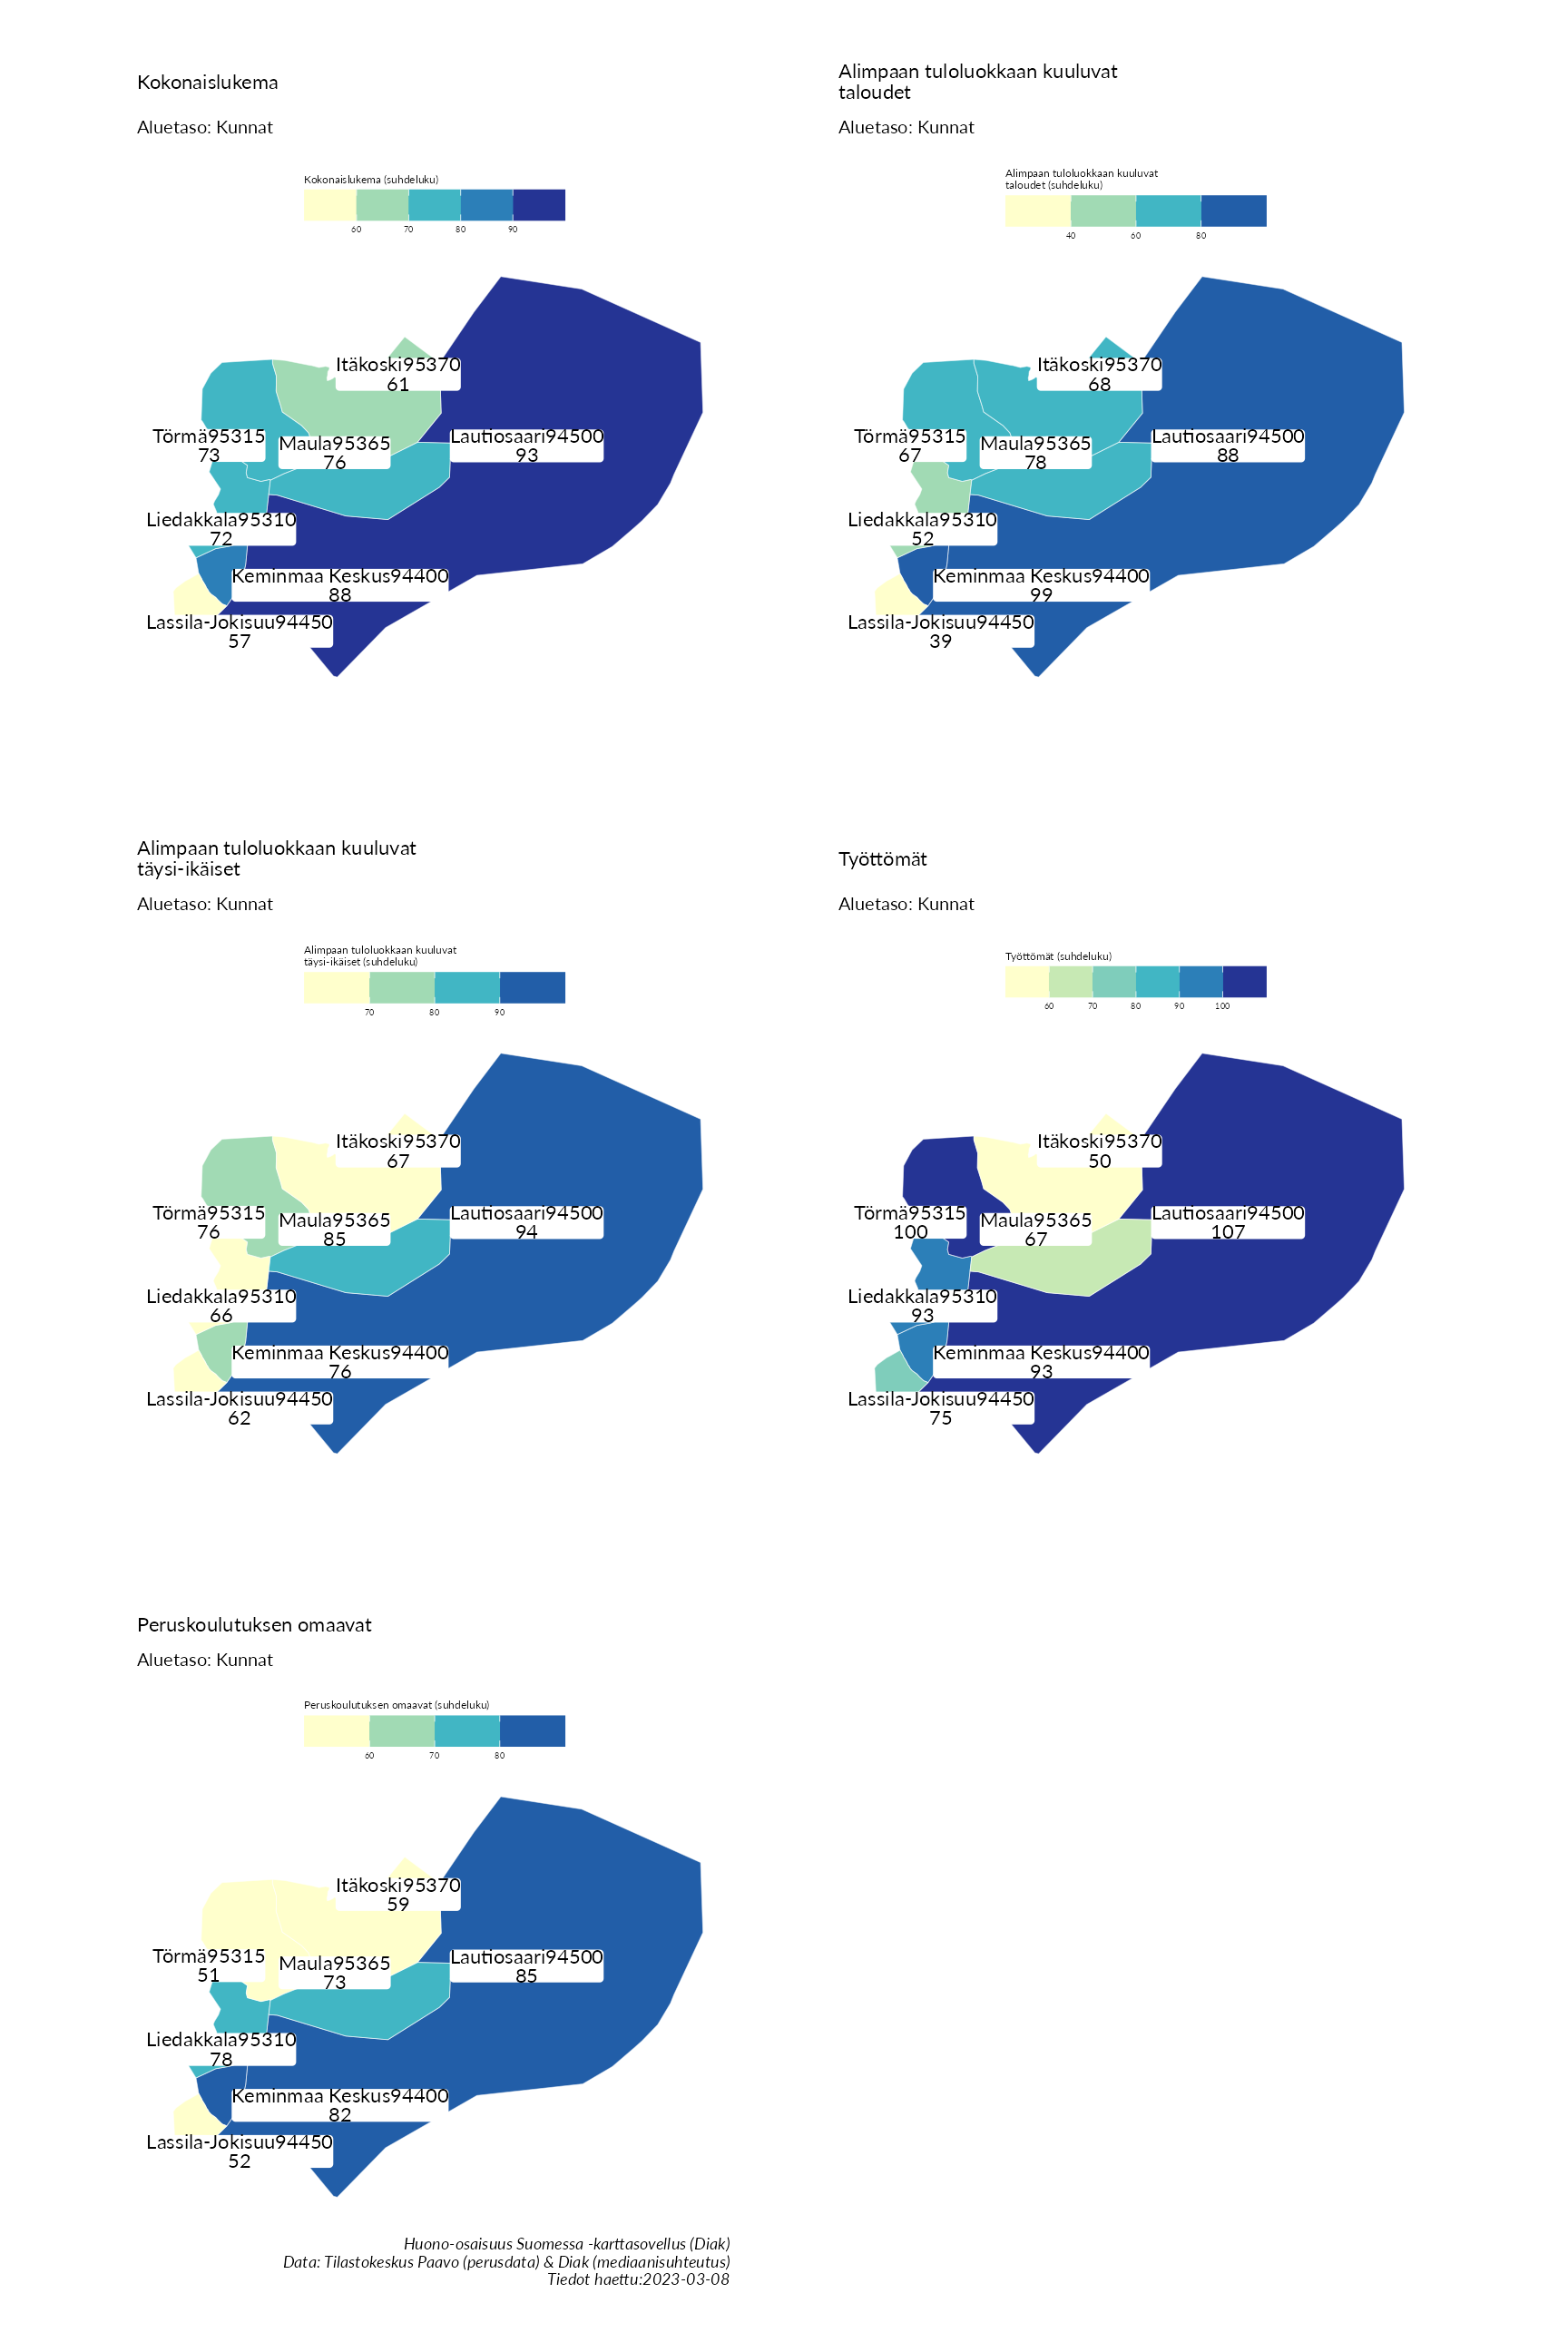 Kokonaislukema
Aluetaso: Kunnat
Kokonaislukema (suhdeluku)
60 70 80 90
Itäkoski95370
61
Törmä95315
73
Maula95365
76
Lautiosaari94500
93
Liedakkala95310
72
Keminmaa Keskus94400
88
Lassila-Jokisuu94450
57
Alimpaan tuloluokkaan kuuluvat
taloudet
Aluetaso: Kunnat
Alimpaan tuloluokkaan kuuluvat
taloudet (suhdeluku)
40 60 80
Itäkoski95370
68
Törmä95315
67
Maula95365
78
Lautiosaari94500
88
Liedakkala95310
52
Keminmaa Keskus94400
99
Lassila-Jokisuu94450
39
Alimpaan tuloluokkaan kuuluvat
täysi-ikäiset
Aluetaso: Kunnat
Alimpaan tuloluokkaan kuuluvat
täysi-ikäiset (suhdeluku)
70 80 90
Itäkoski95370
67
Törmä95315
76
Maula95365
85
Lautiosaari94500
94
Liedakkala95310
66
Keminmaa Keskus94400
76
Lassila-Jokisuu94450
62
Työttömät
Aluetaso: Kunnat
Työttömät (suhdeluku)
60 70 80 90 100
Itäkoski95370
50
Törmä95315
100
Maula95365
67
Lautiosaari94500
107
Liedakkala95310
93
Keminmaa Keskus94400
93
Lassila-Jokisuu94450
75
Peruskoulutuksen omaavat
Aluetaso: Kunnat
Peruskoulutuksen omaavat (suhdeluku)
60 70 80
Itäkoski95370
59
Törmä95315
51
Maula95365
73
Lautiosaari94500
85
Liedakkala95310
78
Keminmaa Keskus94400
82
Lassila-Jokisuu94450
52
Huono-osaisuus Suomessa -karttasovellus (Diak)
Data: Tilastokeskus Paavo (perusdata) & Diak (mediaanisuhteutus)
Tiedot haettu:2023-03-08